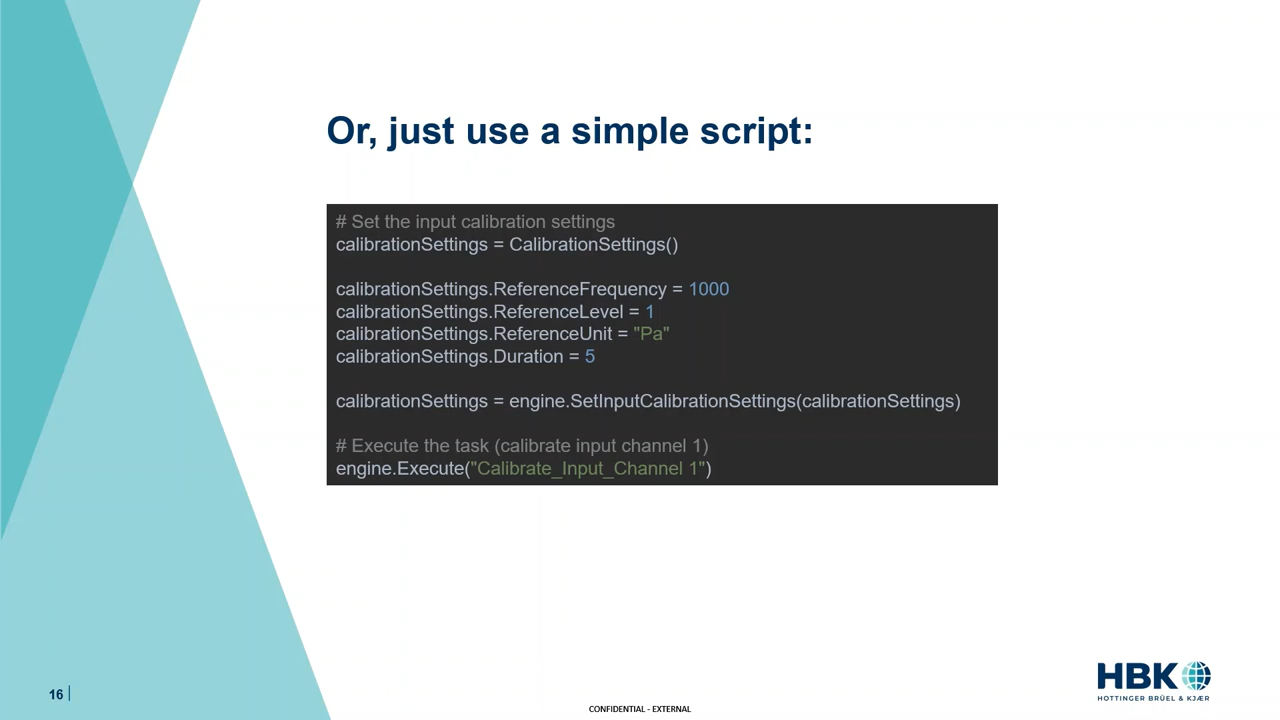 Or, just use a simple script:
# Set the input calibration settings
calibrationSettings = CalibrationSettings()
calibrationSettings.ReferenceFrequency = 1000
calibrationSettings.ReferenceLevel = 1
calibrationSettings.ReferenceUnit = "Pa"
calibrationSettings.Duration = 5
calibrationSettings = engine.SetInputCalibrationSettings(calibrationSettings)
# Execute the task (calibrate input channel 1)
engine.Execute("Calibrate_Input_Channel 1")
HBK
HOTTINGER BRÜEL & KJÆR
16 |
CONFIDENTIAL - EXTERNAL